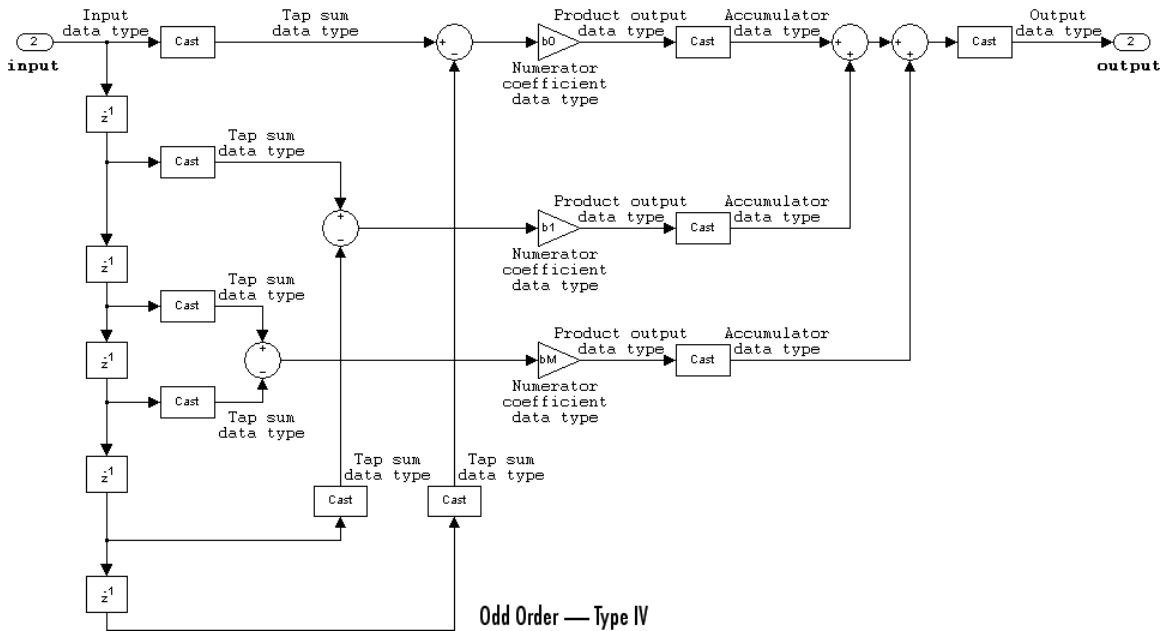 Input
data type
2
input
Cast
Tap sum
data type
+
−
b0
Numerator
coefficient
data type
Product output
data type
Cast
Accumulator
data type
+
+
+
+
Cast
Output
data type
2
output
z-1
Cast
Tap sum
data type
+
−
b1
Numerator
coefficient
data type
Product output
data type
Cast
Accumulator
data type
z-1
Cast
Tap sum
data type
z-1
+
−
bM
Numerator
coefficient
data type
Product output
data type
Cast
Accumulator
data type
Cast
Tap sum
data type
z-1
Tap sum
data type
Cast
Tap sum
data type
Cast
z-1
Odd Order — Type IV